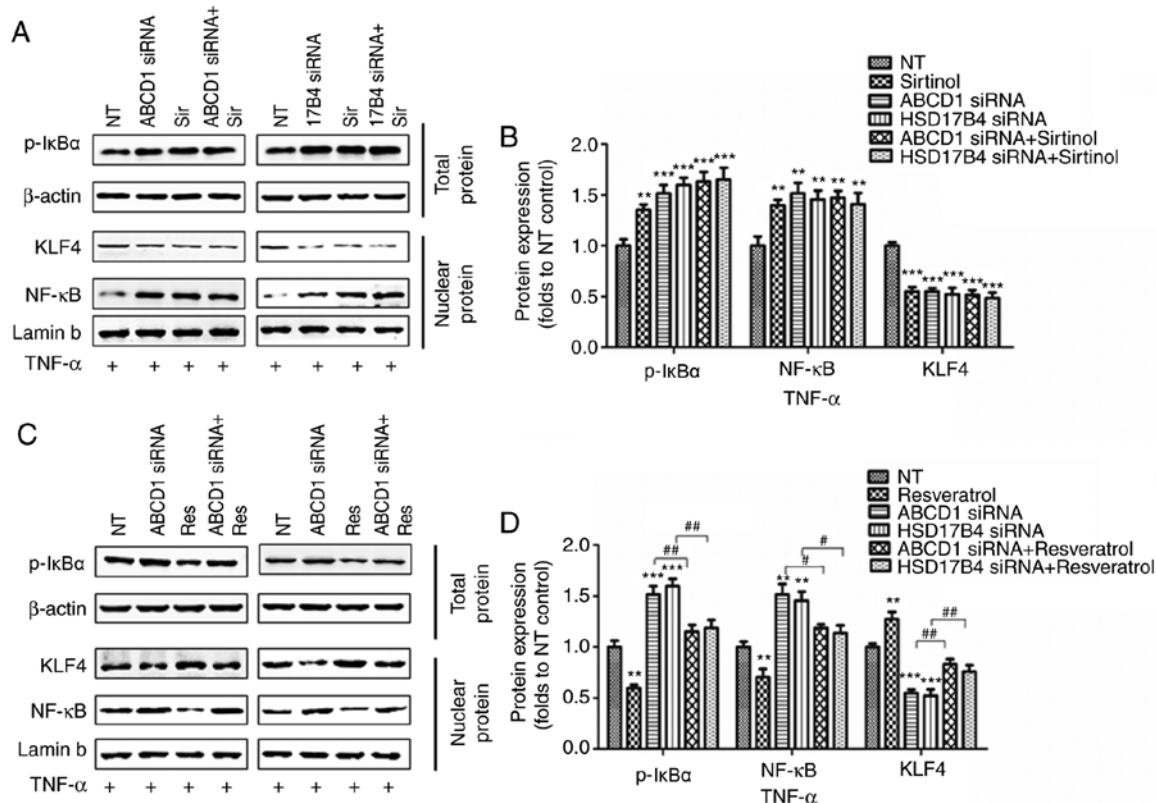 A
NT
ABCD1 siRNA
Sir
ABCD1 siRNA+
Sir
NT
17B4 siRNA
Sir
17B4 siRNA+
Sir
p-IκBα
β-actin
Total
protein
KLF4
NF-κB
Lamin b
Nuclear
protein
TNF-α + + + + + + + +
B
NT
Sirtinol
ABCD1 siRNA
HSD17B4 siRNA
ABCD1 siRNA+Sirtinol
HSD17B4 siRNA+Sirtinol
Protein expression
(folds to NT control)
2.0
1.5
1.0
0.5
0.0
** *** *** *** ***
** ** ** ** **
*** *** *** *** ***
p-IκBα NF-κB KLF4
TNF-α
C
NT
ABCD1 siRNA
Res
ABCD1 siRNA+
Res
NT
ABCD1 siRNA
Res
ABCD1 siRNA+
Res
p-IκBα
β-actin
Total
protein
KLF4
NF-κB
Lamin b
Nuclear
protein
TNF-α + + + + + + + +
D
NT
Resveratrol
ABCD1 siRNA
HSD17B4 siRNA
ABCD1 siRNA+Resveratrol
HSD17B4 siRNA+Resveratrol
Protein expression
(folds to NT control)
2.0
1.5
1.0
0.5
0.0
** *** *** ## ##
** ** ** # #
** *** *** ## ##
p-IκBα NF-κB KLF4
TNF-α